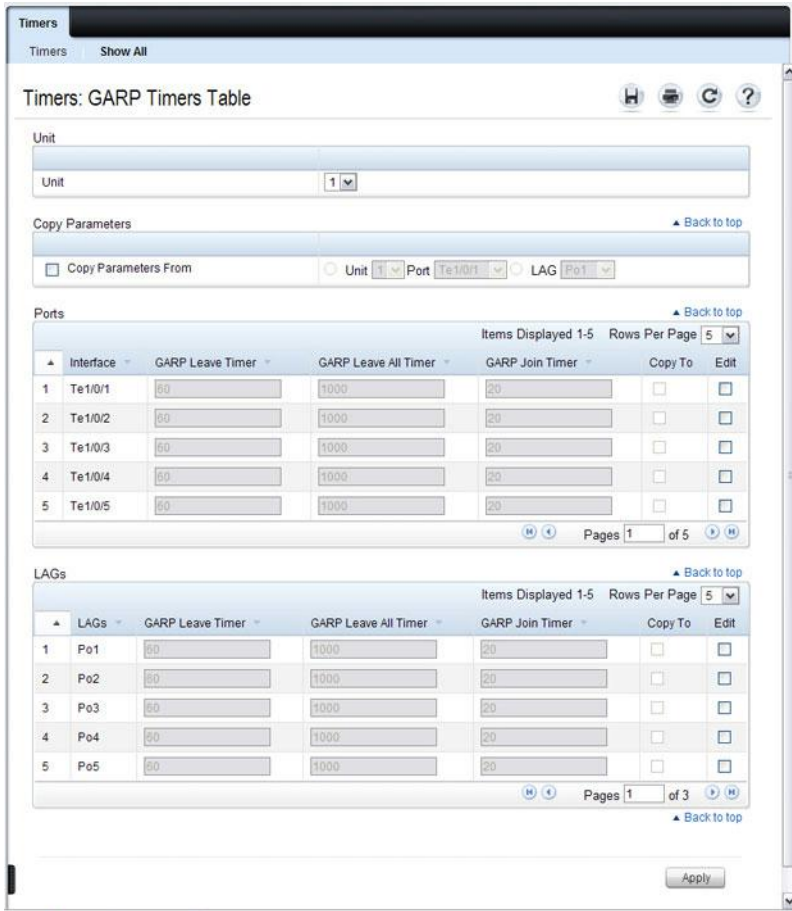 Timers
Timers Show All
Timers: GARP Timers Table
?
Unit
Unit 1
Copy Parameters Back to top
Copy Parameters From Unit 1 Port Te1/0/1 LAG Po1
Ports Back to top
Items Displayed 1-5 Rows Per Page 5
Interface GARP Leave Timer GARP Leave All Timer GARP Join Timer Copy To Edit
1 Te1/0/1 60 1000 20
2 Te1/0/2 60 1000 20
3 Te1/0/3 60 1000 20
4 Te1/0/4 60 1000 20
5 Te1/0/5 60 1000 20
Pages 1 of 5
LAGs Back to top
Items Displayed 1-5 Rows Per Page 5
LAGs GARP Leave Timer GARP Leave All Timer GARP Join Timer Copy To Edit
1 Po1 60 1000 20
2 Po2 60 1000 20
3 Po3 60 1000 20
4 Po4 60 1000 20
5 Po5 60 1000 20
Pages 1 of 3
Back to top
Apply